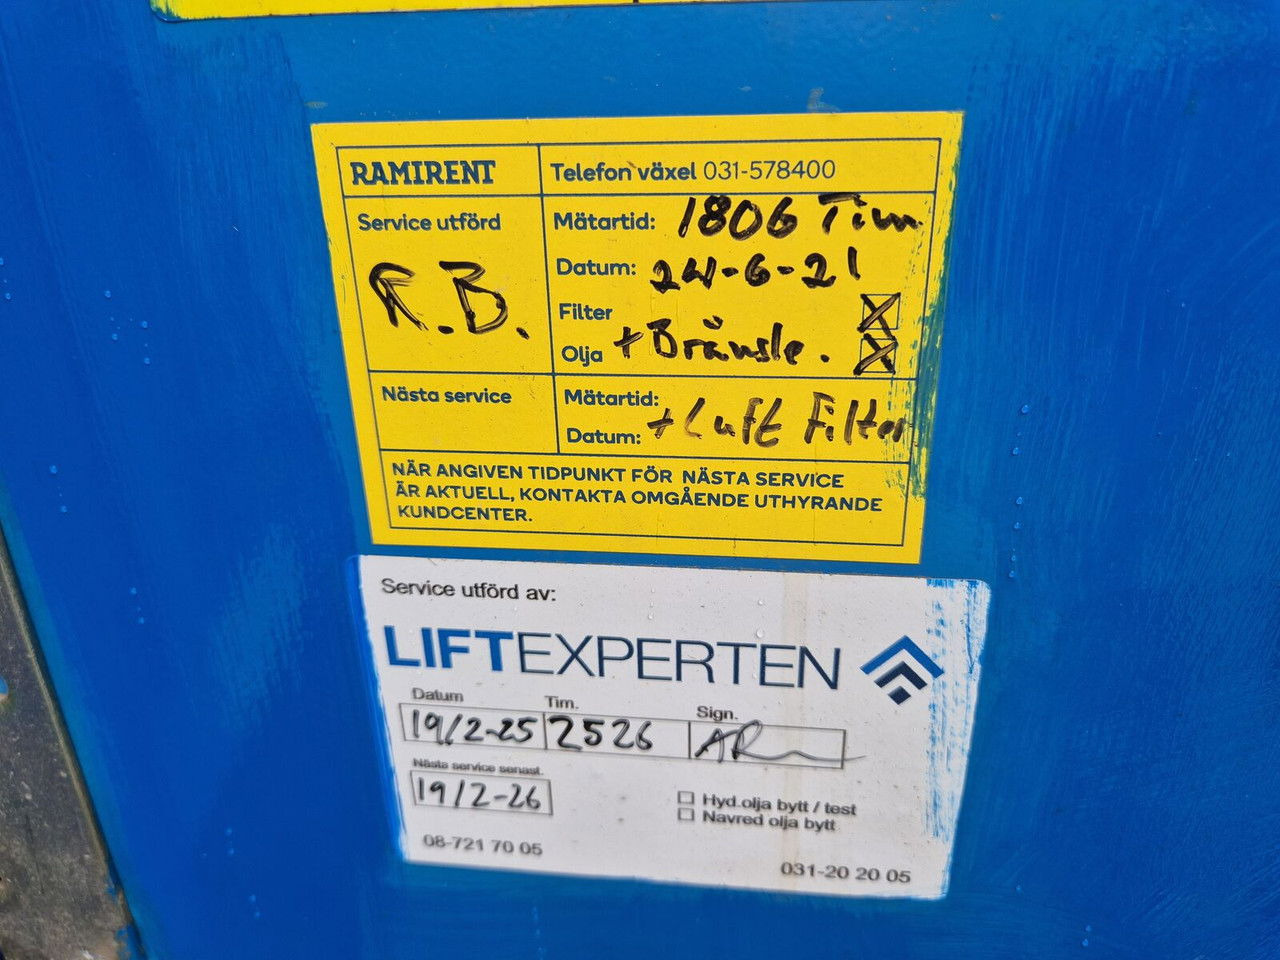 RAMIRENT
Telefon växel 031-578400
Service utförd
Mätartid: 1806 Tim
Datum: 24-6-21
R.B.
Filter
Olja + Bränsle.
Nästa service
Mätartid:
Datum: + Luft Filter
NÄR ANGIVEN TIDPUNKT FÖR NÄSTA SERVICE
ÄR AKTUELL, KONTAKTA OMGÅENDE UTHYRANDE
KUNDCENTER.
Service utförd av:
LIFTEXPERTEN
Datum Tim. Sign.
19/2-25 2526 AR
Nästa service senast.
19/2-26
Hyd.olja bytt / test
Navred olja bytt
08-721 70 05
031-20 20 05